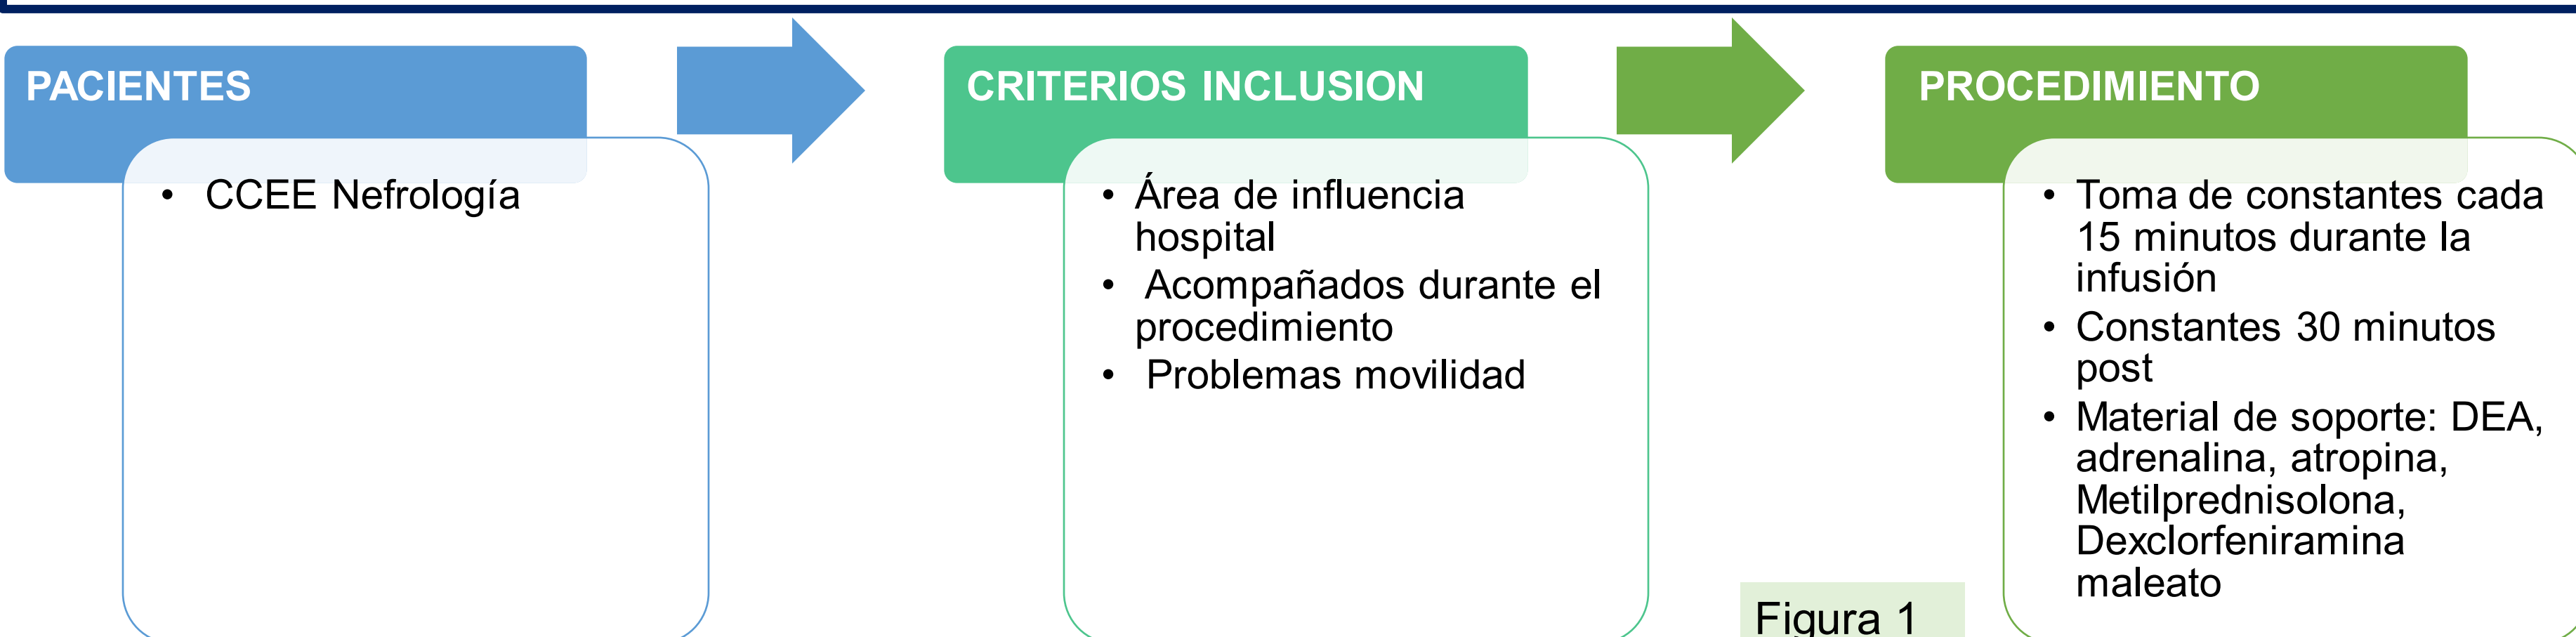 PACIENTES
• CCEE Nefrología
CRITERIOS INCLUSION
• Área de influencia
hospital
• Acompañados durante el
procedimiento
• Problemas movilidad
PROCEDIMIENTO
• Toma de constantes cada
15 minutos durante la
infusión
• Constantes 30 minutos
post
• Material de soporte: DEA,
adrenalina, atropina,
Metilprednisolona,
Dexclorfeniramina
maleato
Figura 1